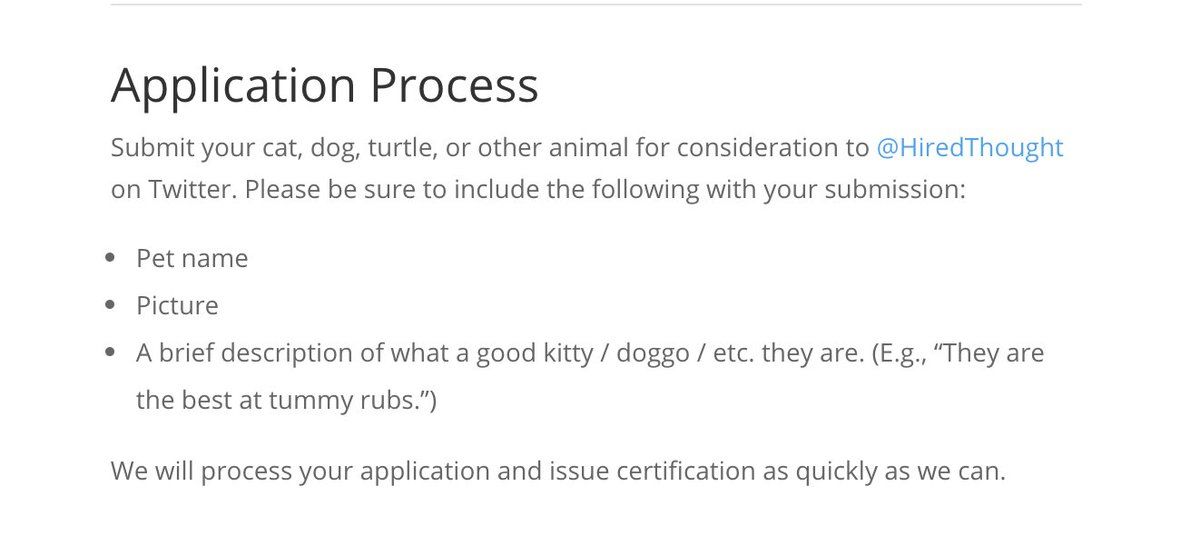 Application Process
Submit your cat, dog, turtle, or other animal for consideration to @HiredThought
on Twitter. Please be sure to include the following with your submission:
• Pet name
• Picture
• A brief description of what a good kitty / doggo / etc. they are. (E.g., “They are
the best at tummy rubs.”)
We will process your application and issue certification as quickly as we can.